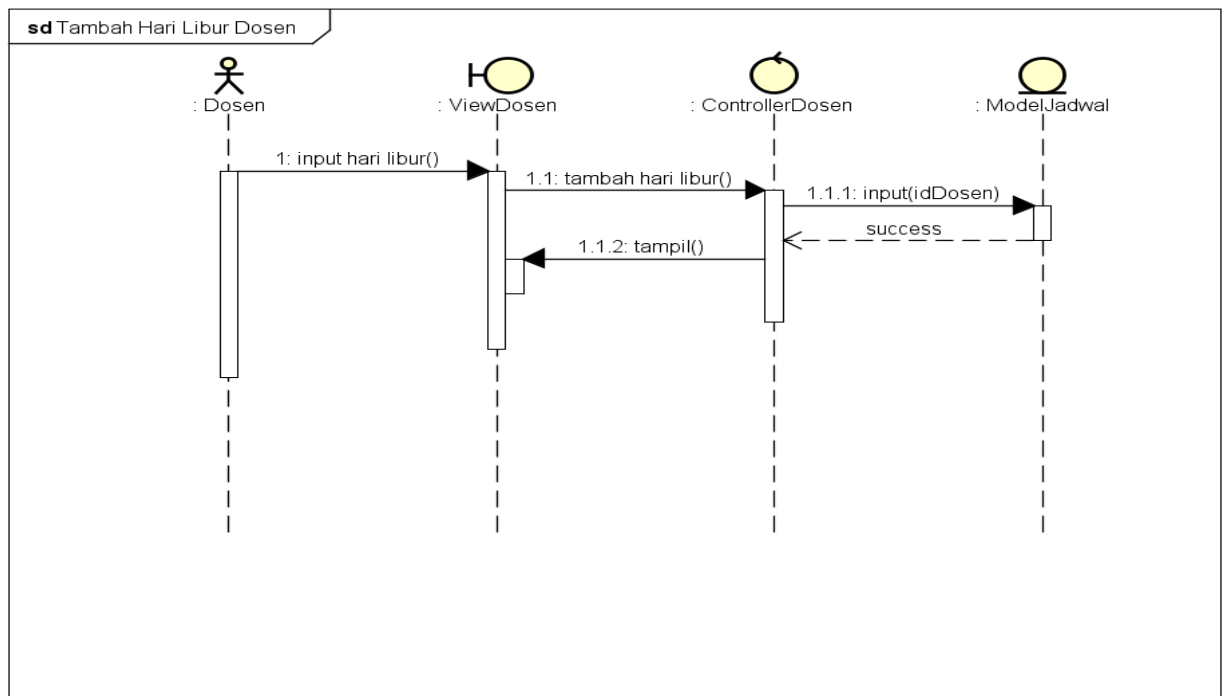 sd Tambah Hari Libur Dosen
: Dosen
: ViewDosen
: ControllerDosen
: ModelJadwal
1: input hari libur()
1.1: tambah hari libur()
1.1.1: input(idDosen)
success
1.1.2: tampil()